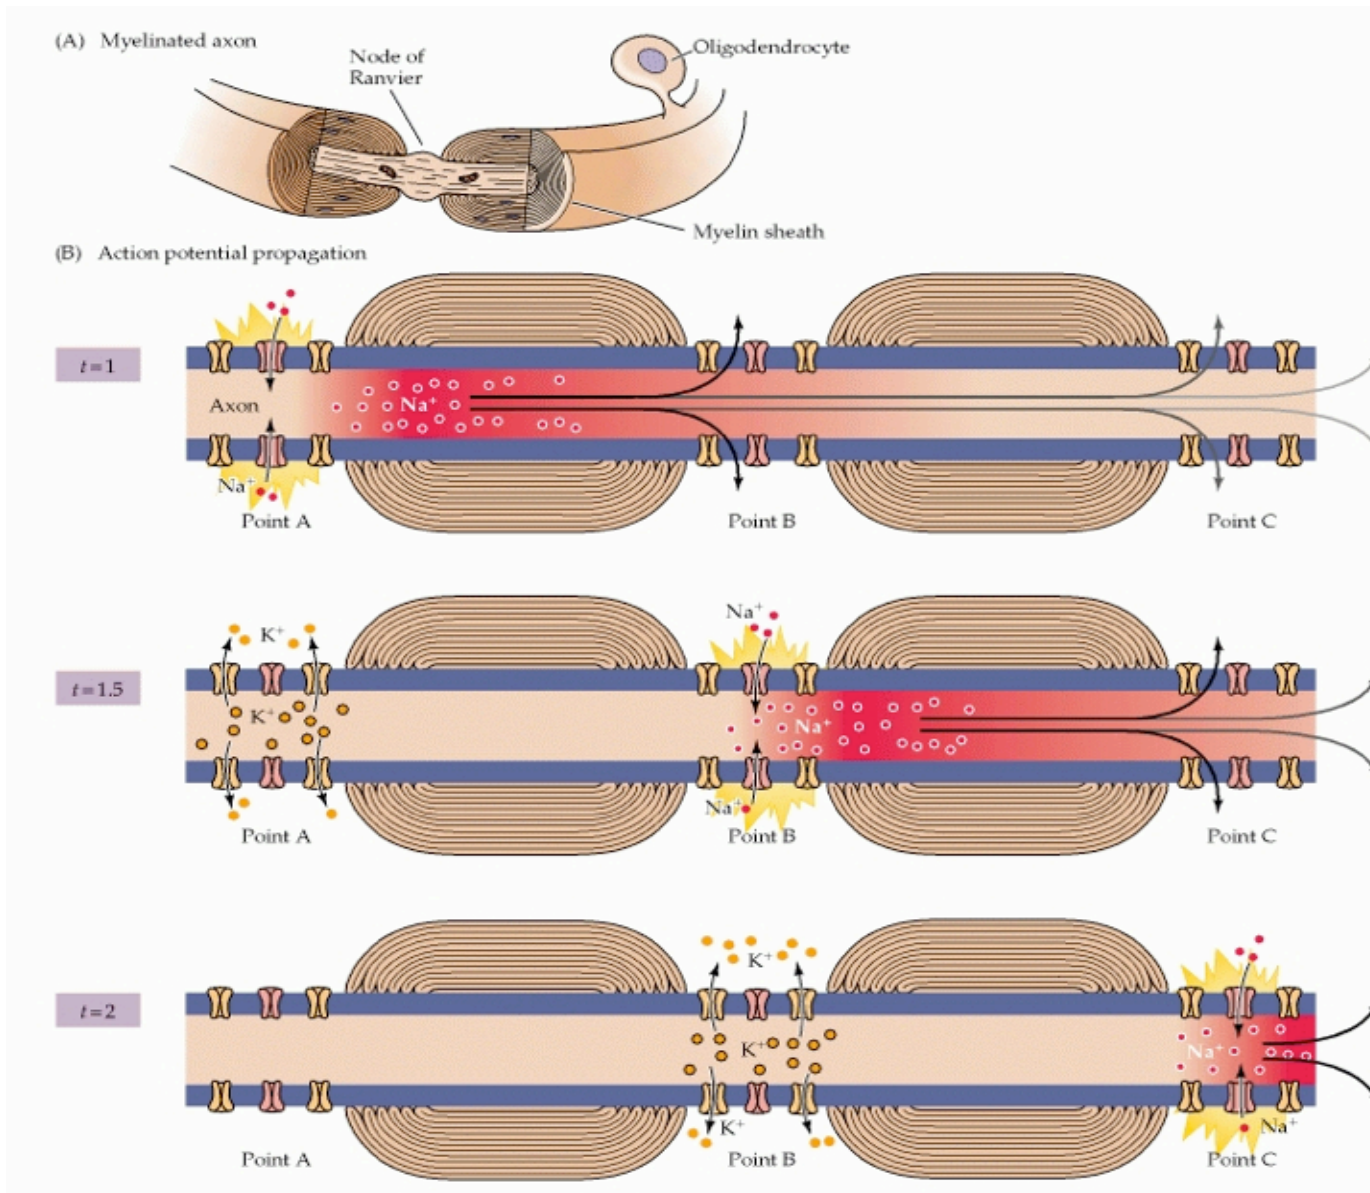 (A) Myelinated axon
Node of
Ranvier
Oligodendrocyte
Myelin sheath
(B) Action potential propagation
t=1
Axon
Na⁺
Na⁺
Point A
Point B
Point C
t=1.5
K⁺
K⁺
Na⁺
Na⁺
Na⁺
Point A
Point B
Point C
t=2
K⁺
K⁺
K⁺
Na⁺
Na⁺
Point A
Point B
Point C